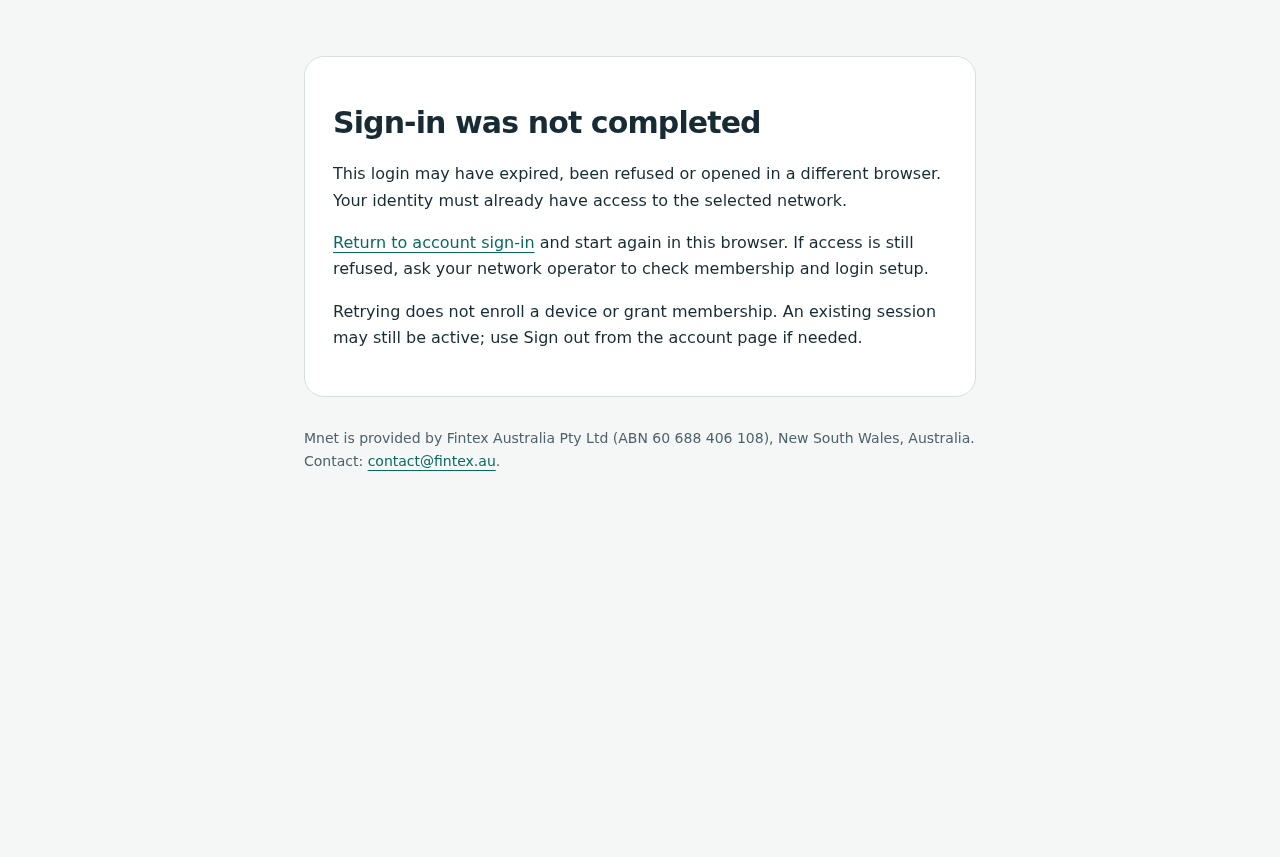 Sign-in was not completed
This login may have expired, been refused or opened in a different browser.
Your identity must already have access to the selected network.
Return to account sign-in and start again in this browser. If access is still
refused, ask your network operator to check membership and login setup.
Retrying does not enroll a device or grant membership. An existing session
may still be active; use Sign out from the account page if needed.
Mnet is provided by Fintex Australia Pty Ltd (ABN 60 688 406 108), New South Wales, Australia.
Contact: contact@fintex.au.